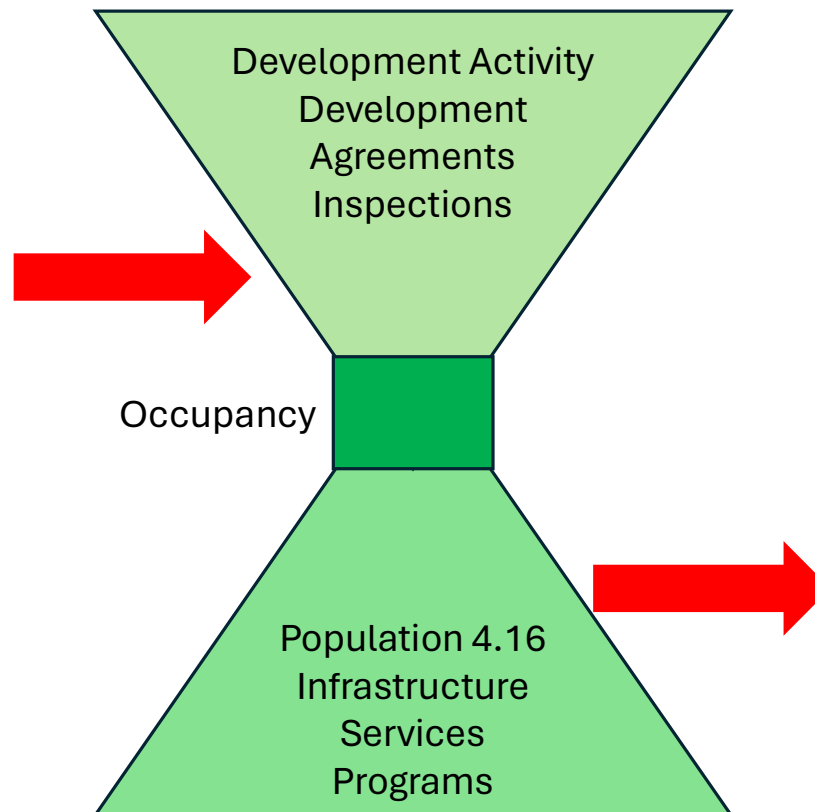 Development Activity
Development
Agreements
Inspections
Occupancy
Population 4.16
Infrastructure
Services
Programs